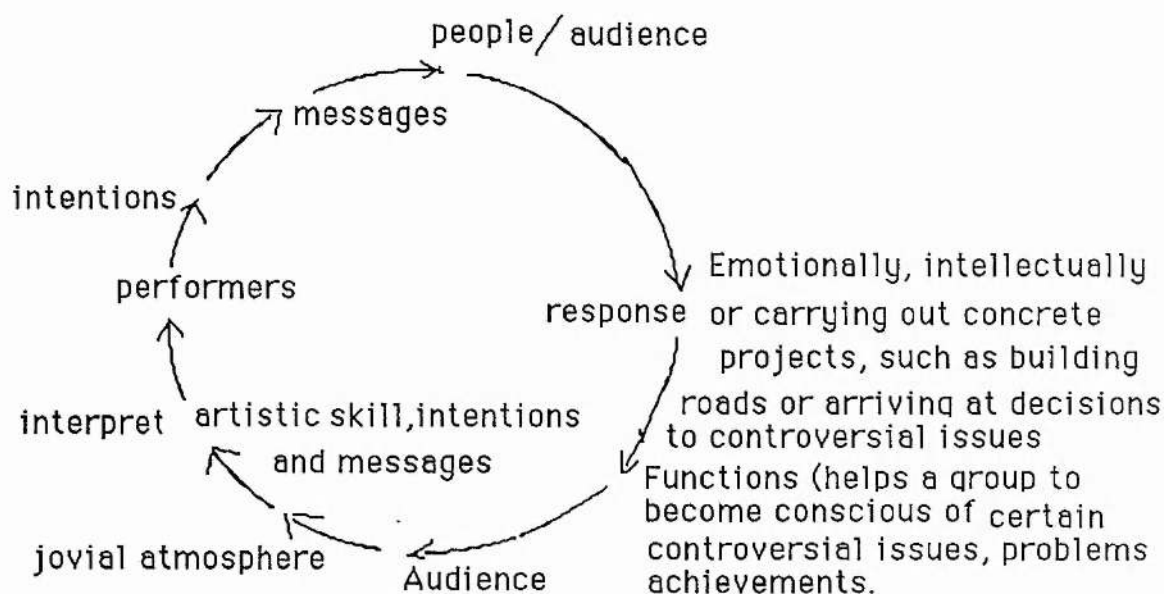 people/audience
messages
intentions
performers
interpret artistic skill,intentions
and messages
jovial atmosphere
Audience
response
Emotionally, intellectually
or carrying out concrete
projects, such as building
roads or arriving at decisions
to controversial issues
Functions (helps a group to
become conscious of certain
controversial issues, problems
achievements.